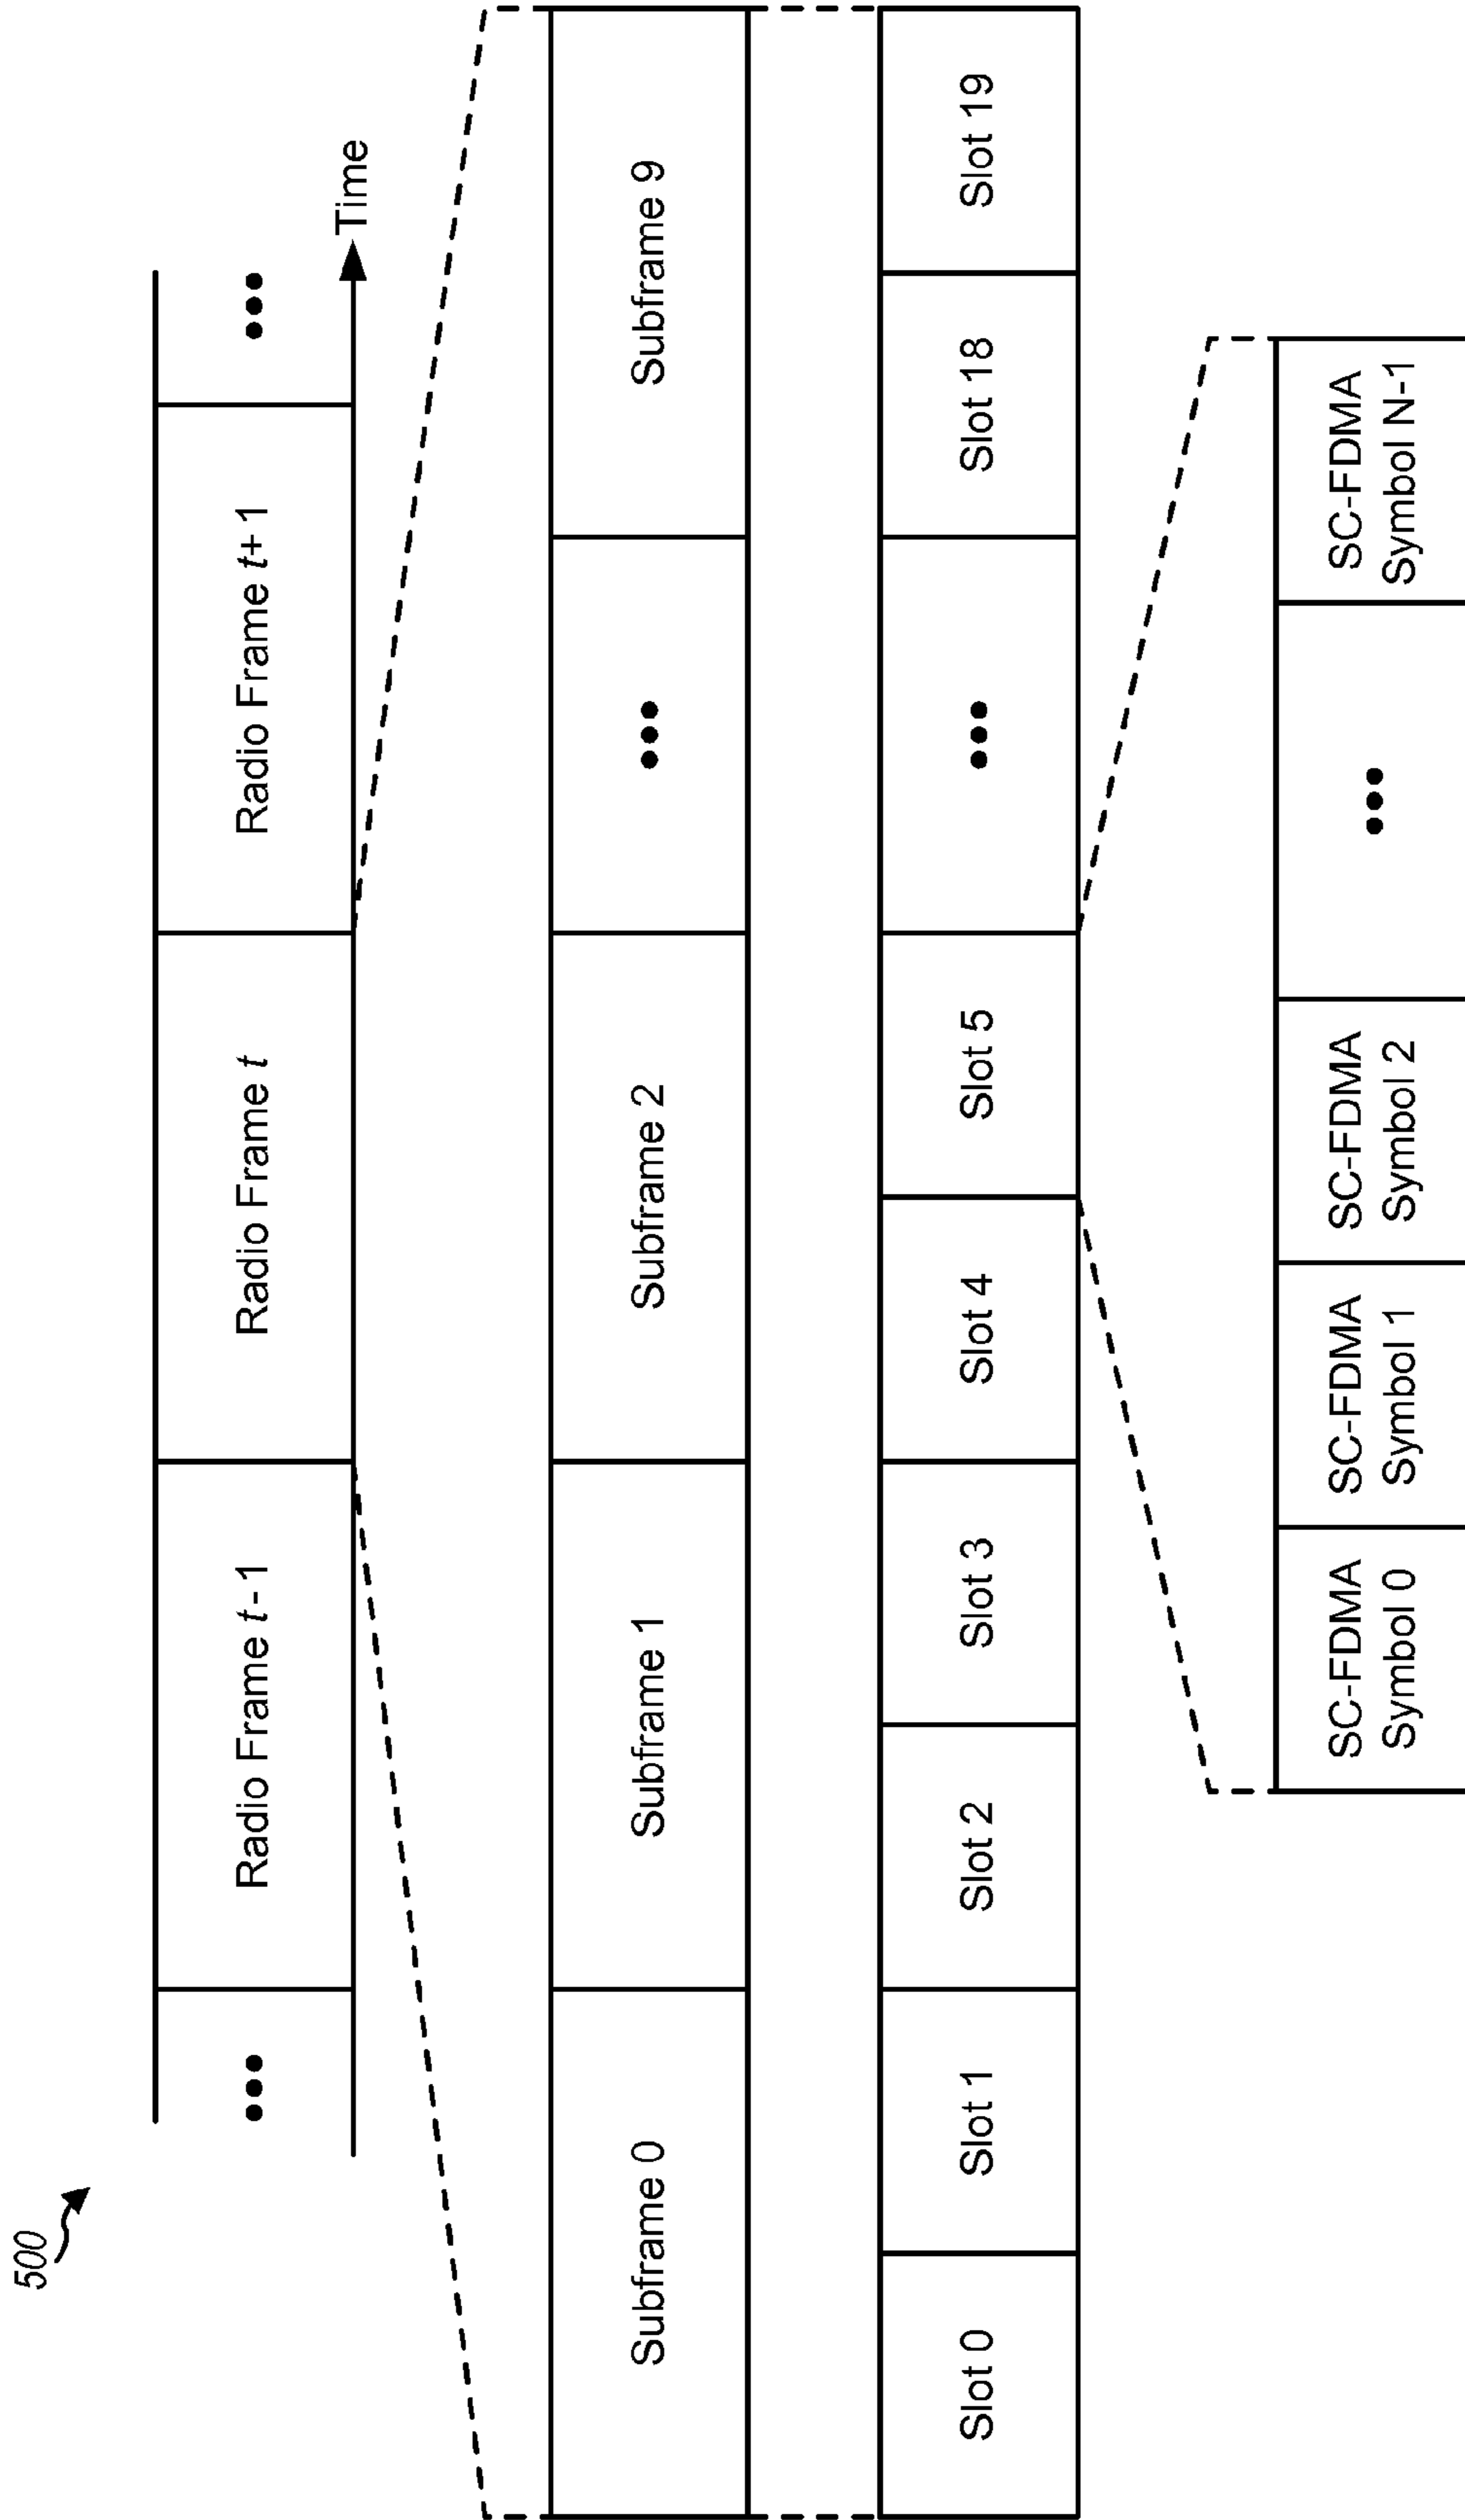 500
••• Radio Frame t-1 Radio Frame t Radio Frame t+1 •••
Time
Subframe 0 Subframe 1 Subframe 2 ••• Subframe 9
Slot 0 Slot 1 Slot 2 Slot 3 Slot 4 Slot 5 ••• Slot 18 Slot 19
SC-FDMA SC-FDMA SC-FDMA ••• SC-FDMA
Symbol 0 Symbol 1 Symbol 2 Symbol N-1